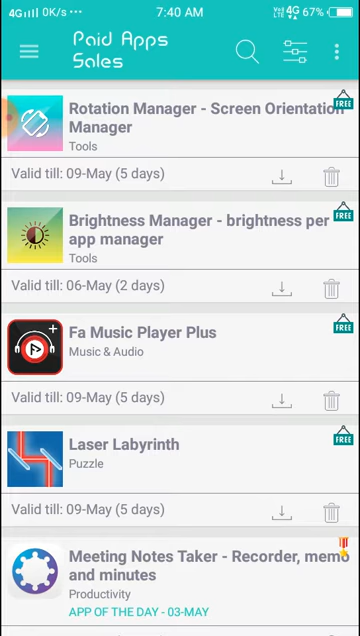 4G 0K/s ··· 7:40 AM 4G 67%
Paid Apps
Sales
FREE
Rotation Manager - Screen Orientation
Manager
Tools
Valid till: 09-May (5 days)
FREE
Brightness Manager - brightness per
app manager
Tools
Valid till: 06-May (2 days)
FREE
Fa Music Player Plus
Music & Audio
Valid till: 09-May (5 days)
FREE
Laser Labyrinth
Puzzle
Valid till: 09-May (5 days)
Meeting Notes Taker - Recorder, memo
and minutes
Productivity
APP OF THE DAY - 03-MAY